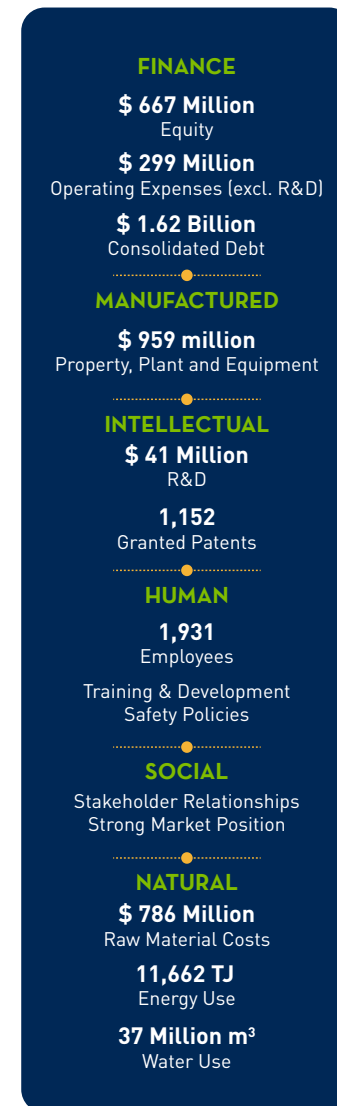 FINANCE
$ 667 Million
Equity
$ 299 Million
Operating Expenses (excl. R&D)
$ 1.62 Billion
Consolidated Debt
MANUFACTURED
$ 959 million
Property, Plant and Equipment
INTELLECTUAL
$ 41 Million
R&D
1,152
Granted Patents
HUMAN
1,931
Employees
Training & Development
Safety Policies
SOCIAL
Stakeholder Relationships
Strong Market Position
NATURAL
$ 786 Million
Raw Material Costs
11,662 TJ
Energy Use
37 Million m³
Water Use